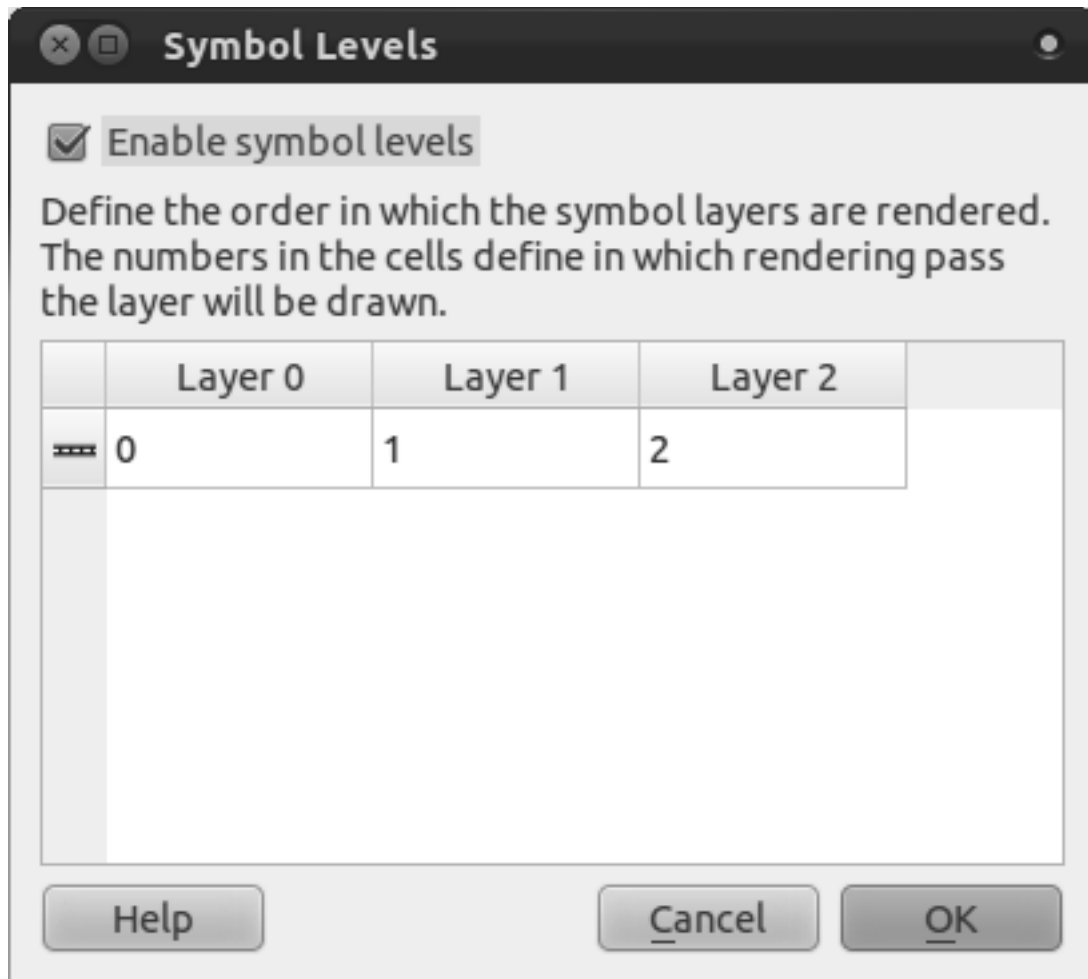 Symbol Levels
Enable symbol levels
Define the order in which the symbol layers are rendered.
The numbers in the cells define in which rendering pass
the layer will be drawn.
Layer 0 Layer 1 Layer 2
0 1 2
Help Cancel OK